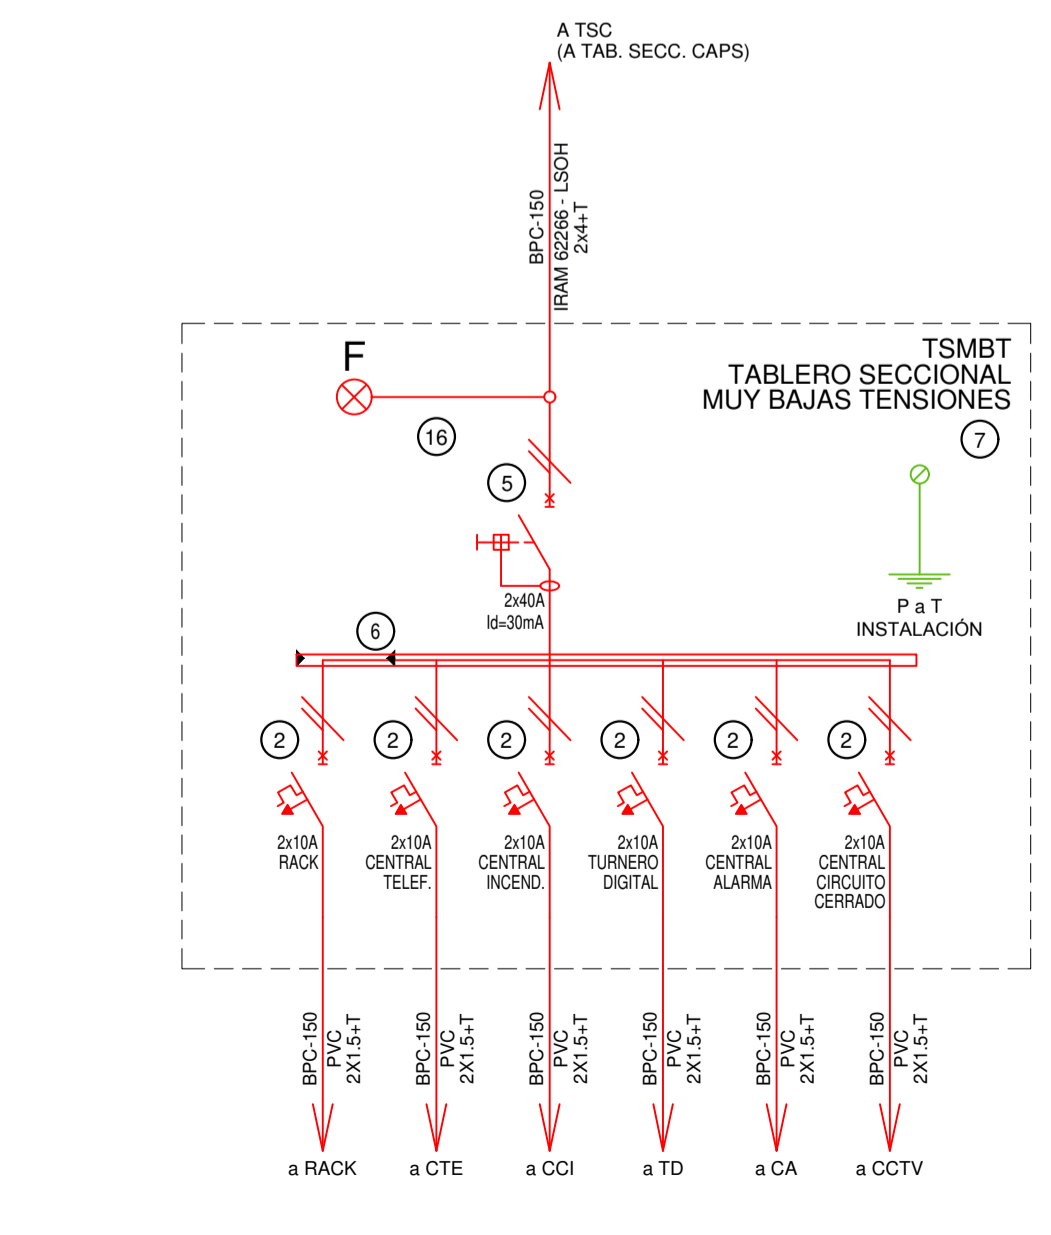 A TSC
(A TAB. SECC. CAPS)
BPC-150
IRAM 62266 - LSOH
2x4+T
TSMBT
TABLERO SECCIONAL
MUY BAJAS TENSIONES
7
F
16
5
2x40A
Id=30mA
P a T
INSTALACIÓN
6
2
2
2
2
2
2
2x10A
RACK
2x10A
CENTRAL
TELEF.
2x10A
CENTRAL
INCEND.
2x10A
TURNERO
DIGITAL
2x10A
CENTRAL
ALARMA
2x10A
CENTRAL
CIRCUITO
CERRADO
BPC-150
PVC
2X1.5+T
BPC-150
PVC
2X1.5+T
BPC-150
PVC
2X1.5+T
BPC-150
PVC
2X1.5+T
BPC-150
PVC
2X1.5+T
BPC-150
PVC
2X1.5+T
a RACK
a CTE
a CCI
a TD
a CA
a CCTV